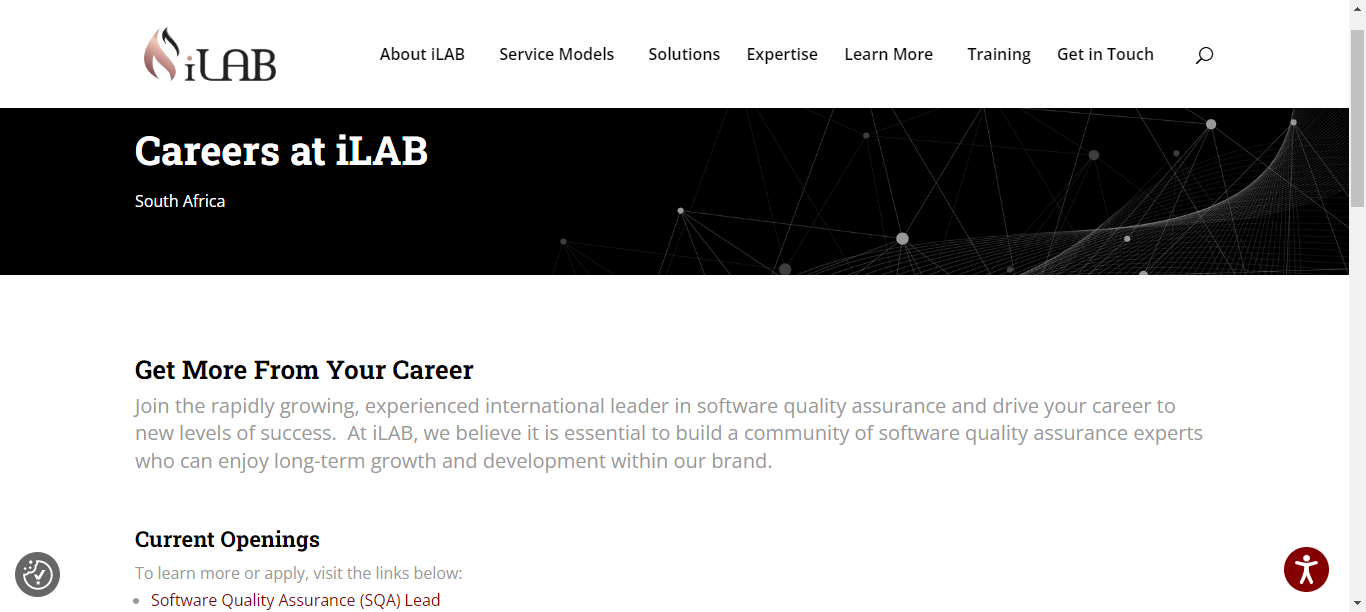 iLAB
About iLAB Service Models Solutions Expertise Learn More Training Get in Touch
Careers at iLAB
South Africa
Get More From Your Career
Join the rapidly growing, experienced international leader in software quality assurance and drive your career to
new levels of success.  At iLAB, we believe it is essential to build a community of software quality assurance experts
who can enjoy long-term growth and development within our brand.
Current Openings
To learn more or apply, visit the links below:
Software Quality Assurance (SQA) Lead